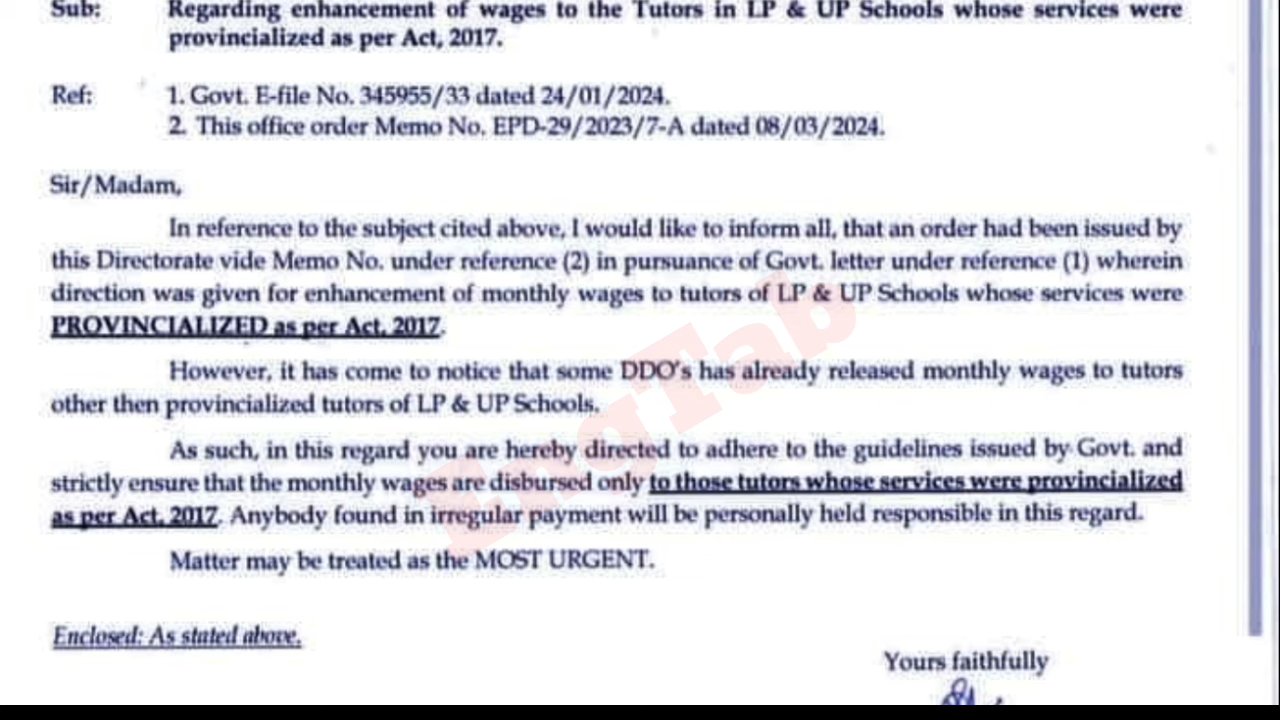 Sub: Regarding enhancement of wages to the Tutors in LP & UP Schools whose services were
provincialized as per Act, 2017.
Ref: 1. Govt. E-file No. 345955/33 dated 24/01/2024.
2. This office order Memo No. EPD-29/2023/7-A dated 08/03/2024.
Sir/Madam,
In reference to the subject cited above, I would like to inform all, that an order had been issued by
this Directorate vide Memo No. under reference (2) in pursuance of Govt. letter under reference (1) wherein
direction was given for enhancement of monthly wages to tutors of LP & UP Schools whose services were
PROVINCIALIZED as per Act, 2017.
However, it has come to notice that some DDO's has already released monthly wages to tutors
other then provincialized tutors of LP & UP Schools.
As such, in this regard you are hereby directed to adhere to the guidelines issued by Govt. and
strictly ensure that the monthly wages are disbursed only to those tutors whose services were provincialized
as per Act, 2017. Anybody found in irregular payment will be personally held responsible in this regard.
Matter may be treated as the MOST URGENT.
Enclosed: As stated above.
Yours faithfully
EngTab